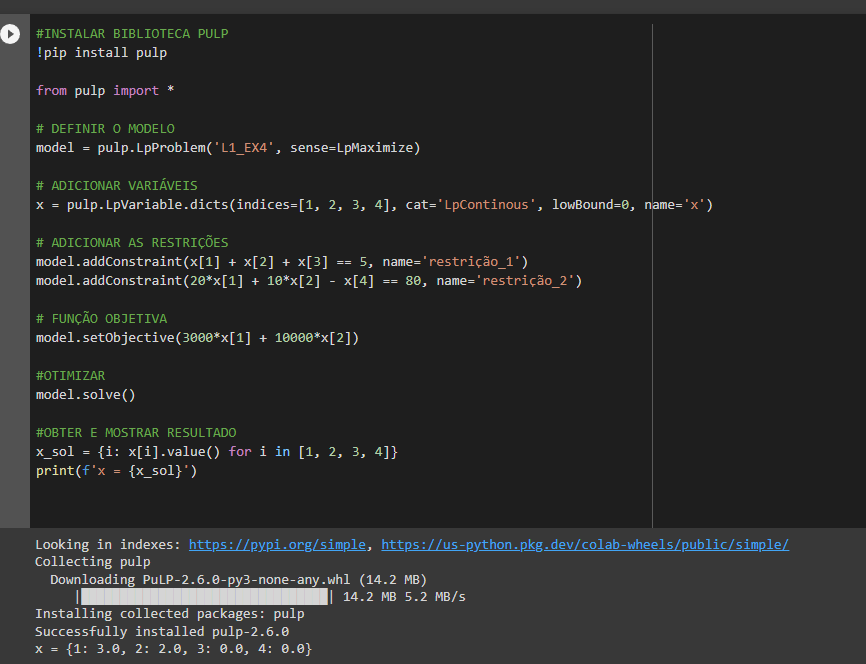 #INSTALAR BIBLIOTECA PULP
!pip install pulp
from pulp import *
# DEFINIR O MODELO
model = pulp.LpProblem('L1_EX4', sense=LpMaximize)
# ADICIONAR VARIÁVEIS
x = pulp.LpVariable.dicts(indices=[1, 2, 3, 4], cat='LpContinous', lowBound=0, name='x')
# ADICIONAR AS RESTRIÇÕES
model.addConstraint(x[1] + x[2] + x[3] == 5, name='restrição_1')
model.addConstraint(20*x[1] + 10*x[2] - x[4] == 80, name='restrição_2')
# FUNÇÃO OBJETIVA
model.setObjective(3000*x[1] + 10000*x[2])
#OTIMIZAR
model.solve()
#OBTER E MOSTRAR RESULTADO
x_sol = {i: x[i].value() for i in [1, 2, 3, 4]}
print(f'x = {x_sol}')
Looking in indexes: https://pypi.org/simple, https://us-python.pkg.dev/colab-wheels/public/simple/
Collecting pulp
Downloading PuLP-2.6.0-py3-none-any.whl (14.2 MB)
|████████████████████████████████| 14.2 MB 5.2 MB/s
Installing collected packages: pulp
Successfully installed pulp-2.6.0
x = {1: 3.0, 2: 2.0, 3: 0.0, 4: 0.0}